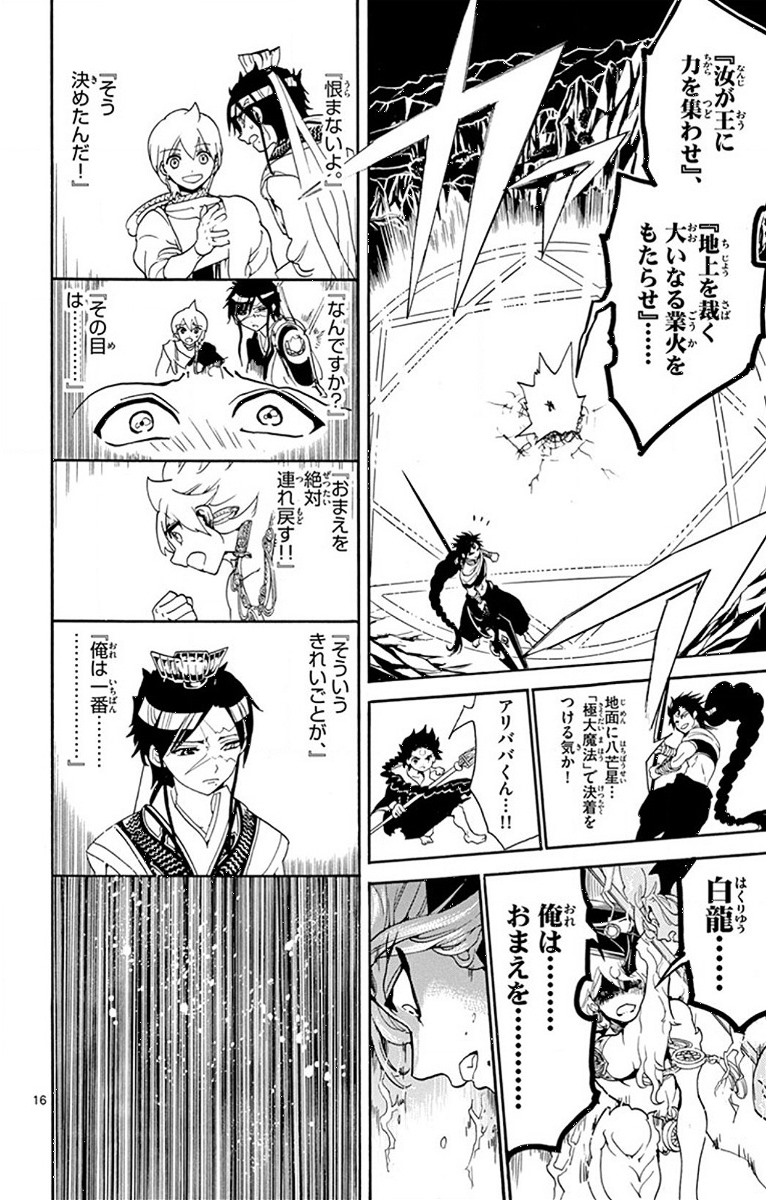 『汝が王に
力を集わせ』、
『地上を裁く
大いなる業火を
もたらせ』……
地面に八芒星…
「極大魔法」で決着を
つける気か！
アリババくん…!!
白龍……
俺は………
おまえを……
『恨まないよ。』
『そう
決めたんだ！』
『なんですか？』
『その目
は…………』
『おまえを
絶対
連れ戻す!!』
『そういう
きれいごとが、
『俺は一番
……………
……………』
16